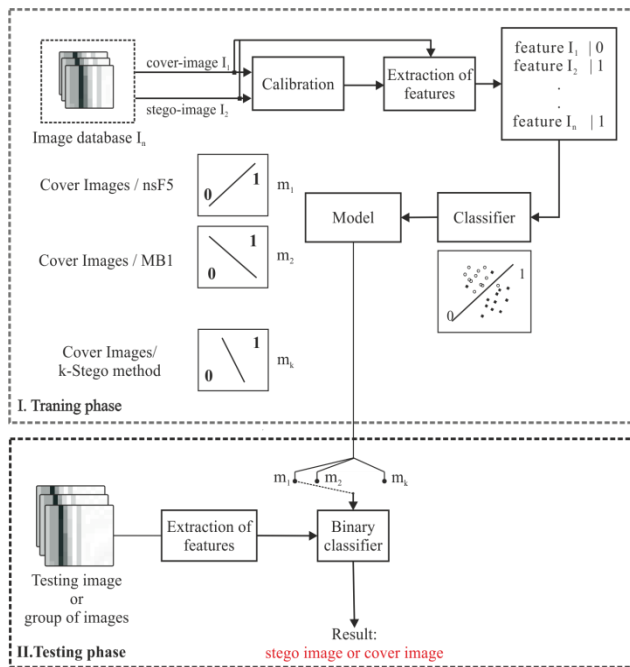 cover-image I₁
stego-image I₂
Image database Iₙ
Calibration
Extraction of
features
feature I₁ | 0
feature I₂ | 1
.
.
feature Iₙ | 1
Cover Images / nsF5
0
1
m₁
Cover Images / MB1
0
1
m₂
Cover Images/
k-Stego method
0
1
mₖ
Model
Classifier
0
1
I. Traning phase
m₁
m₂
mₖ
Testing image
or
group of images
Extraction of
features
Binary
classifier
Result:
stego image or cover image
II.Testing phase